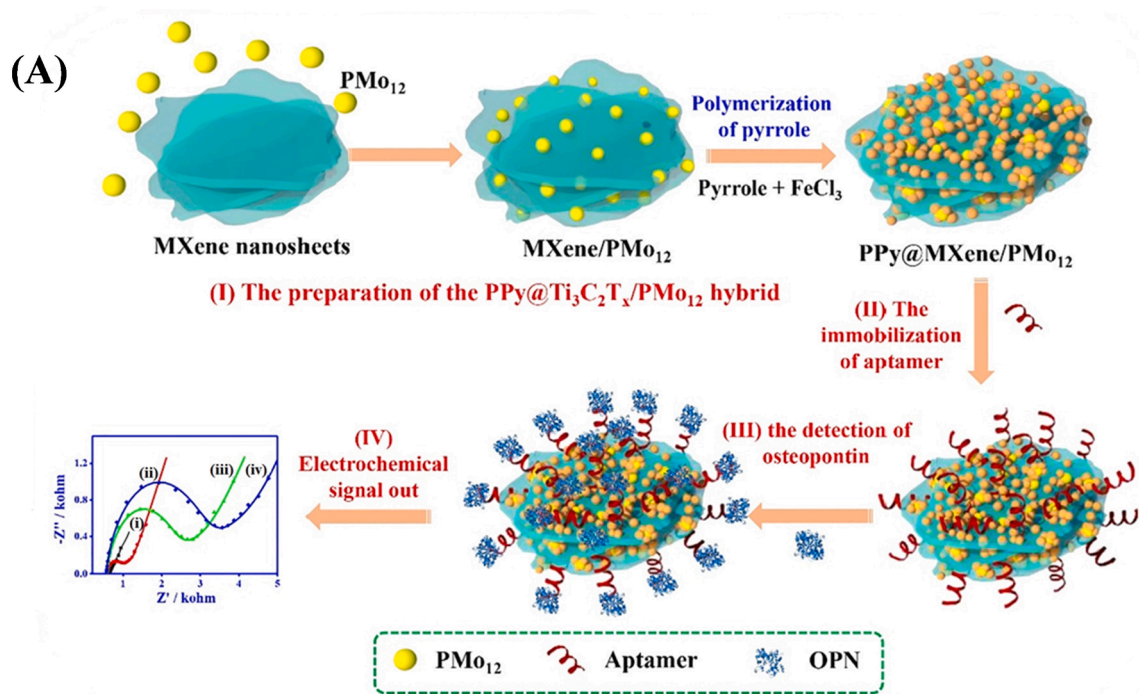 (A)
PMo₁₂
MXene nanosheets
MXene/PMo₁₂
Polymerization
of pyrrole
Pyrrole + FeCl₃
PPy@MXene/PMo₁₂
(I) The preparation of the PPy@Ti₃C₂Tₓ/PMo₁₂ hybrid
(II) The
immobilization
of aptamer
(III) the detection of
osteopontin
(IV)
Electrochemical
signal out
-Z'' / kohm
1.2
0.8
0.4
0.0
(i)
(ii)
(iii)
(iv)
1 2 3 4 5
Z' / kohm
PMo₁₂ Aptamer OPN